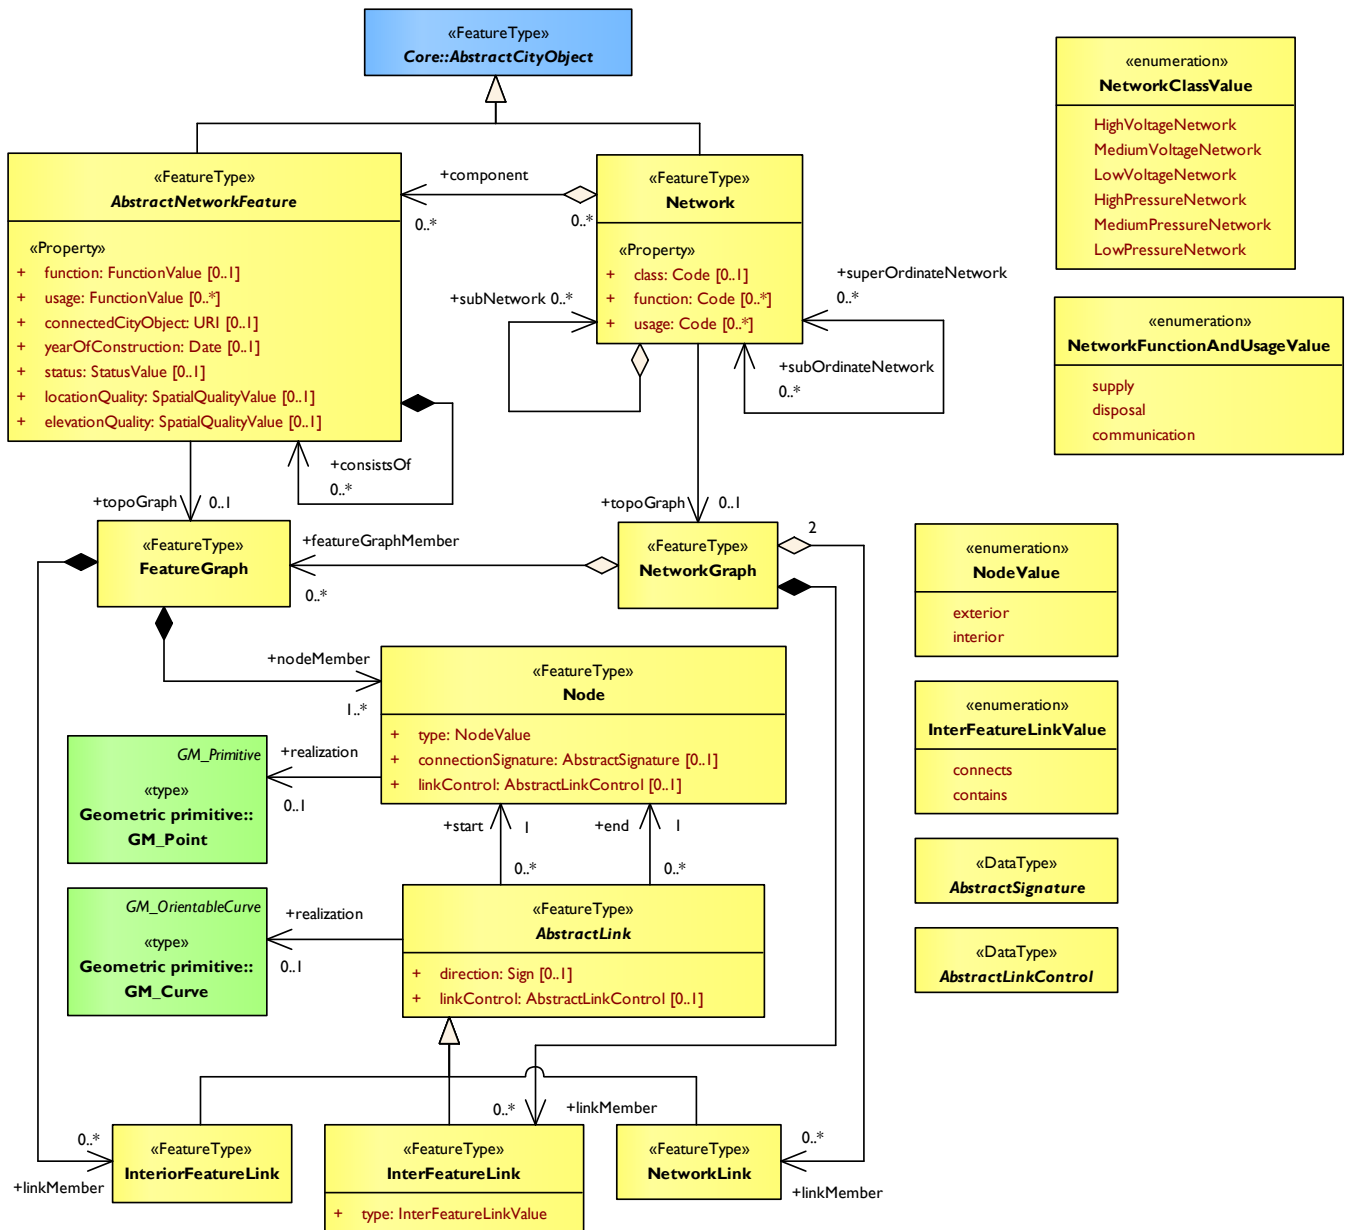 «FeatureType»
Core::AbstractCityObject
«enumeration»
NetworkClassValue
HighVoltageNetwork
MediumVoltageNetwork
LowVoltageNetwork
HighPressureNetwork
MediumPressureNetwork
LowPressureNetwork
«FeatureType»
AbstractNetworkFeature
«Property»
+ function: FunctionValue [0..1]
+ usage: FunctionValue [0..*]
+ connectedCityObject: URI [0..1]
+ yearOfConstruction: Date [0..1]
+ status: StatusValue [0..1]
+ locationQuality: SpatialQualityValue [0..1]
+ elevationQuality: SpatialQualityValue [0..1]
+component
0..*
0..*
«FeatureType»
Network
«Property»
+ class: Code [0..1]
+ function: Code [0..*]
+ usage: Code [0..*]
+subNetwork 0..*
+superOrdinateNetwork
0..*
+subOrdinateNetwork
0..*
«enumeration»
NetworkFunctionAndUsageValue
supply
disposal
communication
+consistsOf
0..*
+topoGraph
0..1
+topoGraph
0..1
«FeatureType»
FeatureGraph
+featureGraphMember
0..*
«FeatureType»
NetworkGraph
2
«enumeration»
NodeValue
exterior
interior
+nodeMember
1..*
«FeatureType»
Node
+ type: NodeValue
+ connectionSignature: AbstractSignature [0..1]
+ linkControl: AbstractLinkControl [0..1]
«enumeration»
InterFeatureLinkValue
connects
contains
GM_Primitive
«type»
Geometric primitive::
GM_Point
+realization
0..1
+start
1
+end
1
0..*
0..*
«DataType»
AbstractSignature
GM_OrientableCurve
«type»
Geometric primitive::
GM_Curve
+realization
0..1
«FeatureType»
AbstractLink
+ direction: Sign [0..1]
+ linkControl: AbstractLinkControl [0..1]
«DataType»
AbstractLinkControl
0..*
+linkMember
«FeatureType»
InteriorFeatureLink
0..*
+linkMember
«FeatureType»
InterFeatureLink
+ type: InterFeatureLinkValue
«FeatureType»
NetworkLink
0..*
+linkMember